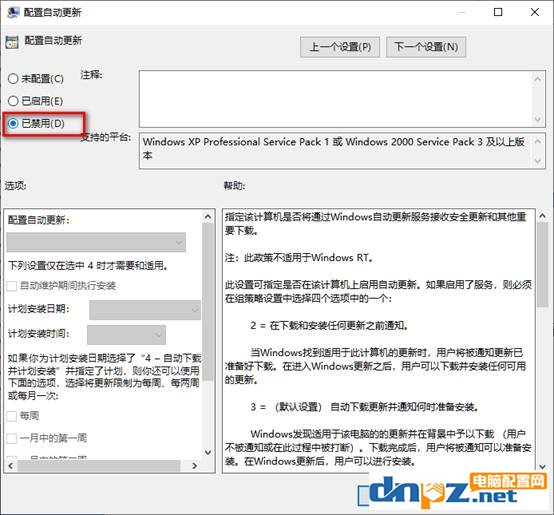 配置自动更新
配置自动更新
上一个设置(P)
下一个设置(N)
未配置(C)
已启用(E)
已禁用(D)
注释:
支持的平台:
Windows XP Professional Service Pack 1 或 Windows 2000 Service Pack 3 及以上版
本
选项:
帮助:
配置自动更新:
下列设置仅在选中 4 时才需要和适用。
自动维护期间执行安装
计划安装日期:
计划安装时间:
如果你为计划安装日期选择了“4 – 自动下载
并计划安装”并指定了计划，则你还可以使用
下面的选项，选择将更新限制为每周、每两周
或每月一次:
每周
一月中的第一周
指定该计算机是否将通过Windows自动更新服务接收安全更新和其他重
要下载。
注：此政策不适用于Windows RT。
此设置可指定是否在该计算机上启用自动更新。如果启用了服务，则必须
在组策略设置中选择四个选项中的一个：
2 = 在下载和安装任何更新之前通知。
当Windows找到适用于此计算机的更新时，用户将被通知更新已
准备好下载。在进入Windows更新之后，用户可以下载并安装任何可用
的更新。
3 = （默认设置） 自动下载更新并通知何时准备安装。
Windows发现适用于该电脑的的更新并在背景中予以下载 （用户
不被通知或在此过程中被打断）。下载完成后，用户将被通知可以准备安
装。在Windows更新后，用户可以进行安装。
电脑配置网
dnpz.net